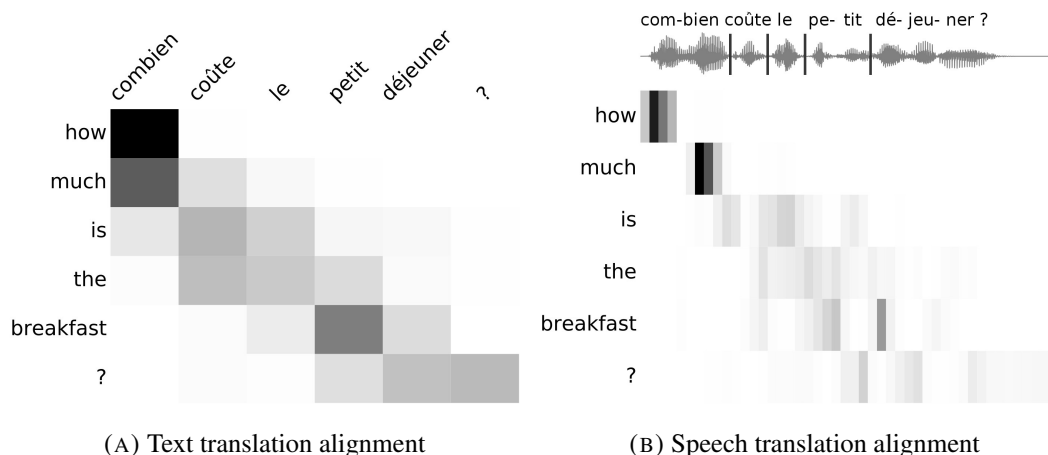 combien coûte le petit déjeuner ?
how
much
is
the
breakfast
?
(A) Text translation alignment
com-bien coûte le pe- tit dé- jeu- ner ?
how
much
is
the
breakfast
?
(B) Speech translation alignment